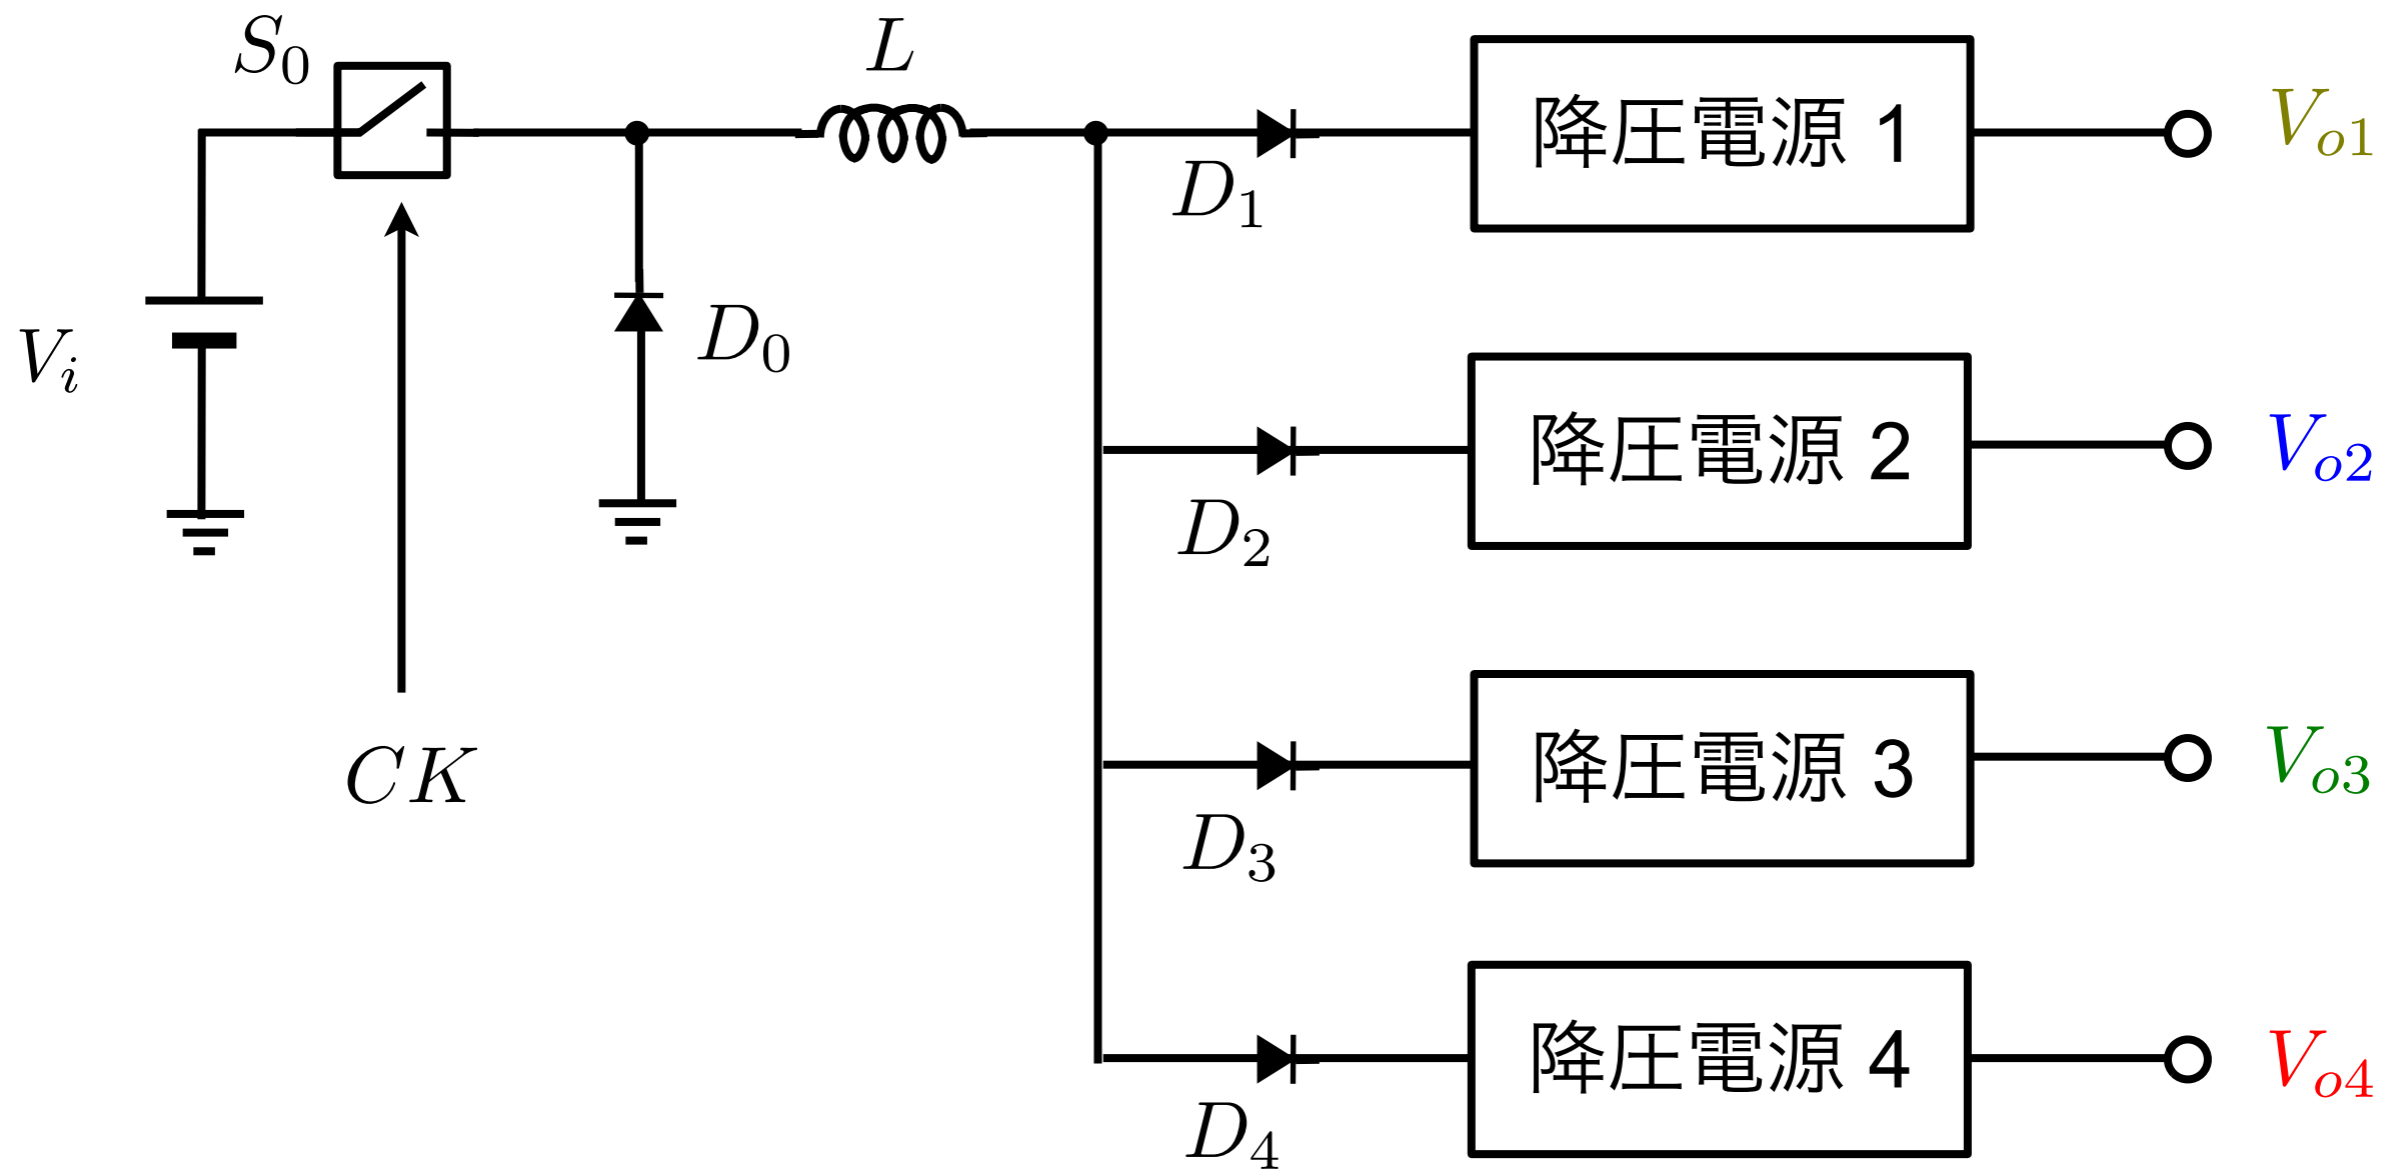 S₀
L
降圧電源 1
Vₒ₁
D₁
Vᵢ
D₀
降圧電源 2
Vₒ₂
D₂
CK
降圧電源 3
Vₒ₃
D₃
降圧電源 4
Vₒ₄
D₄